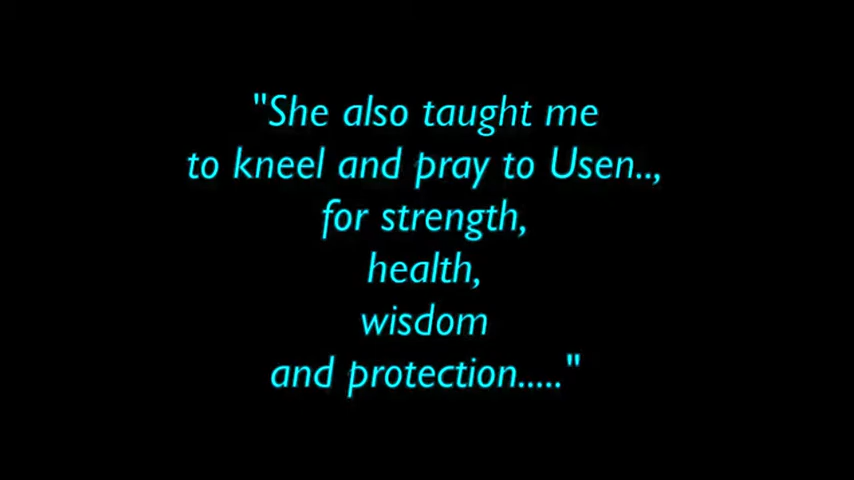 "She also taught me
to kneel and pray to Usen..,
for strength,
health,
wisdom
and protection....."